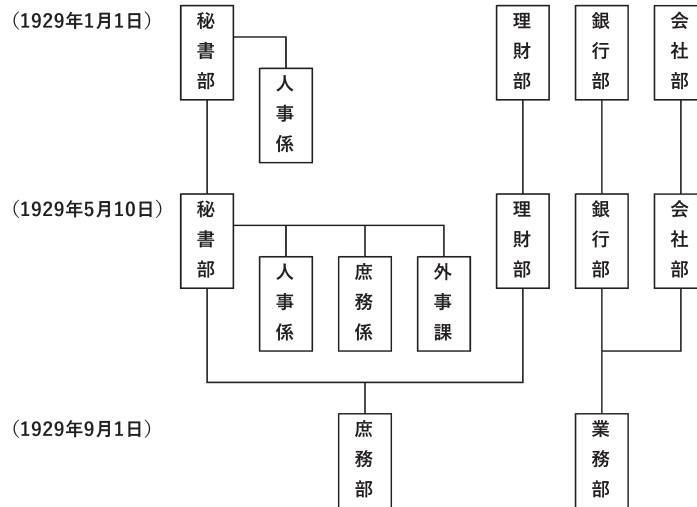 （1929年1月1日）
秘書部
人事係
理財部
銀行部
会社部
（1929年5月10日）
秘書部
人事係
庶務係
外事課
理財部
銀行部
会社部
（1929年9月1日）
庶務部
業務部